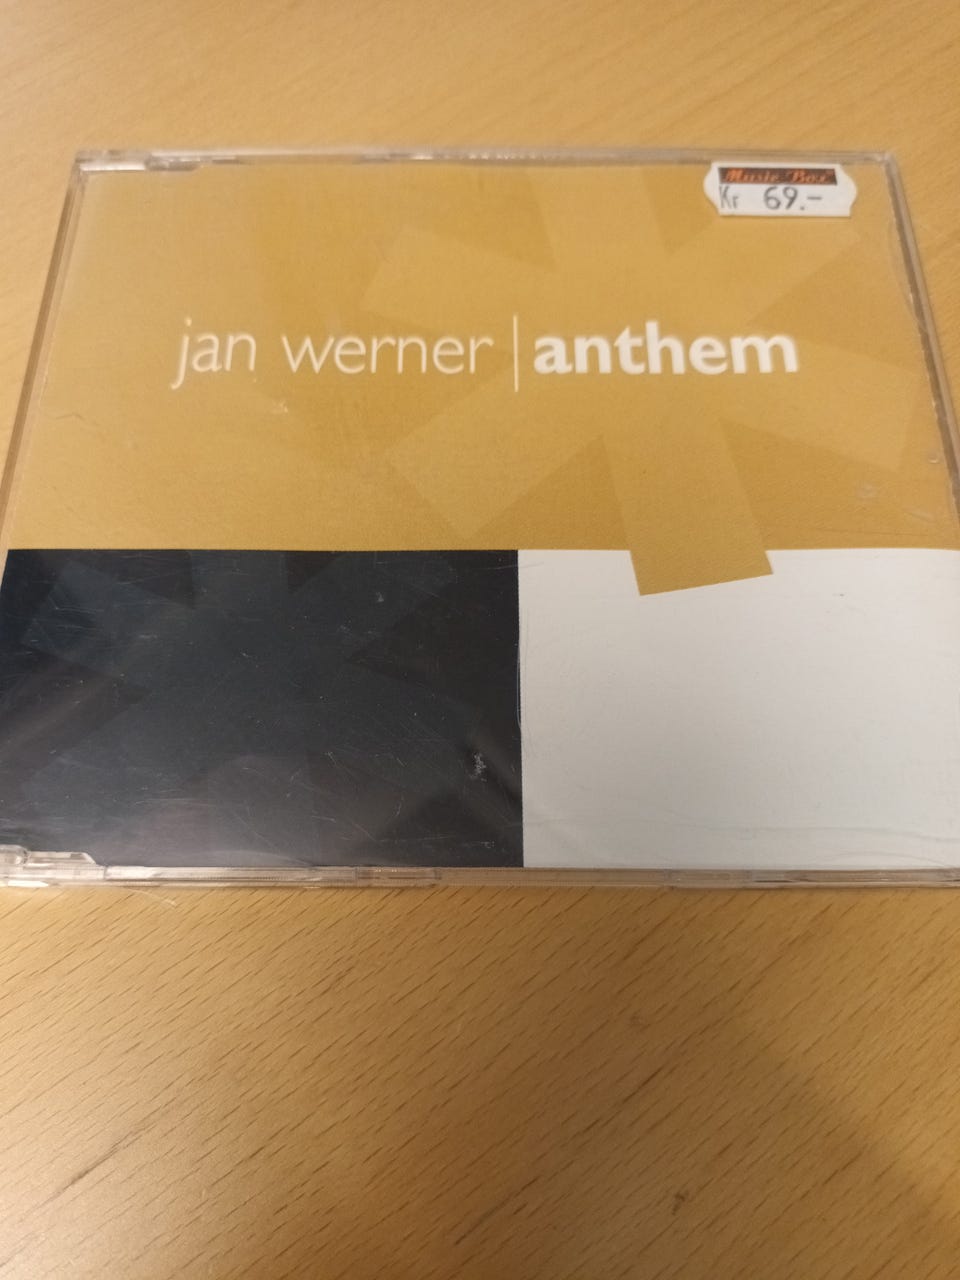 Music Box
Kr 69.-
jan werner | anthem